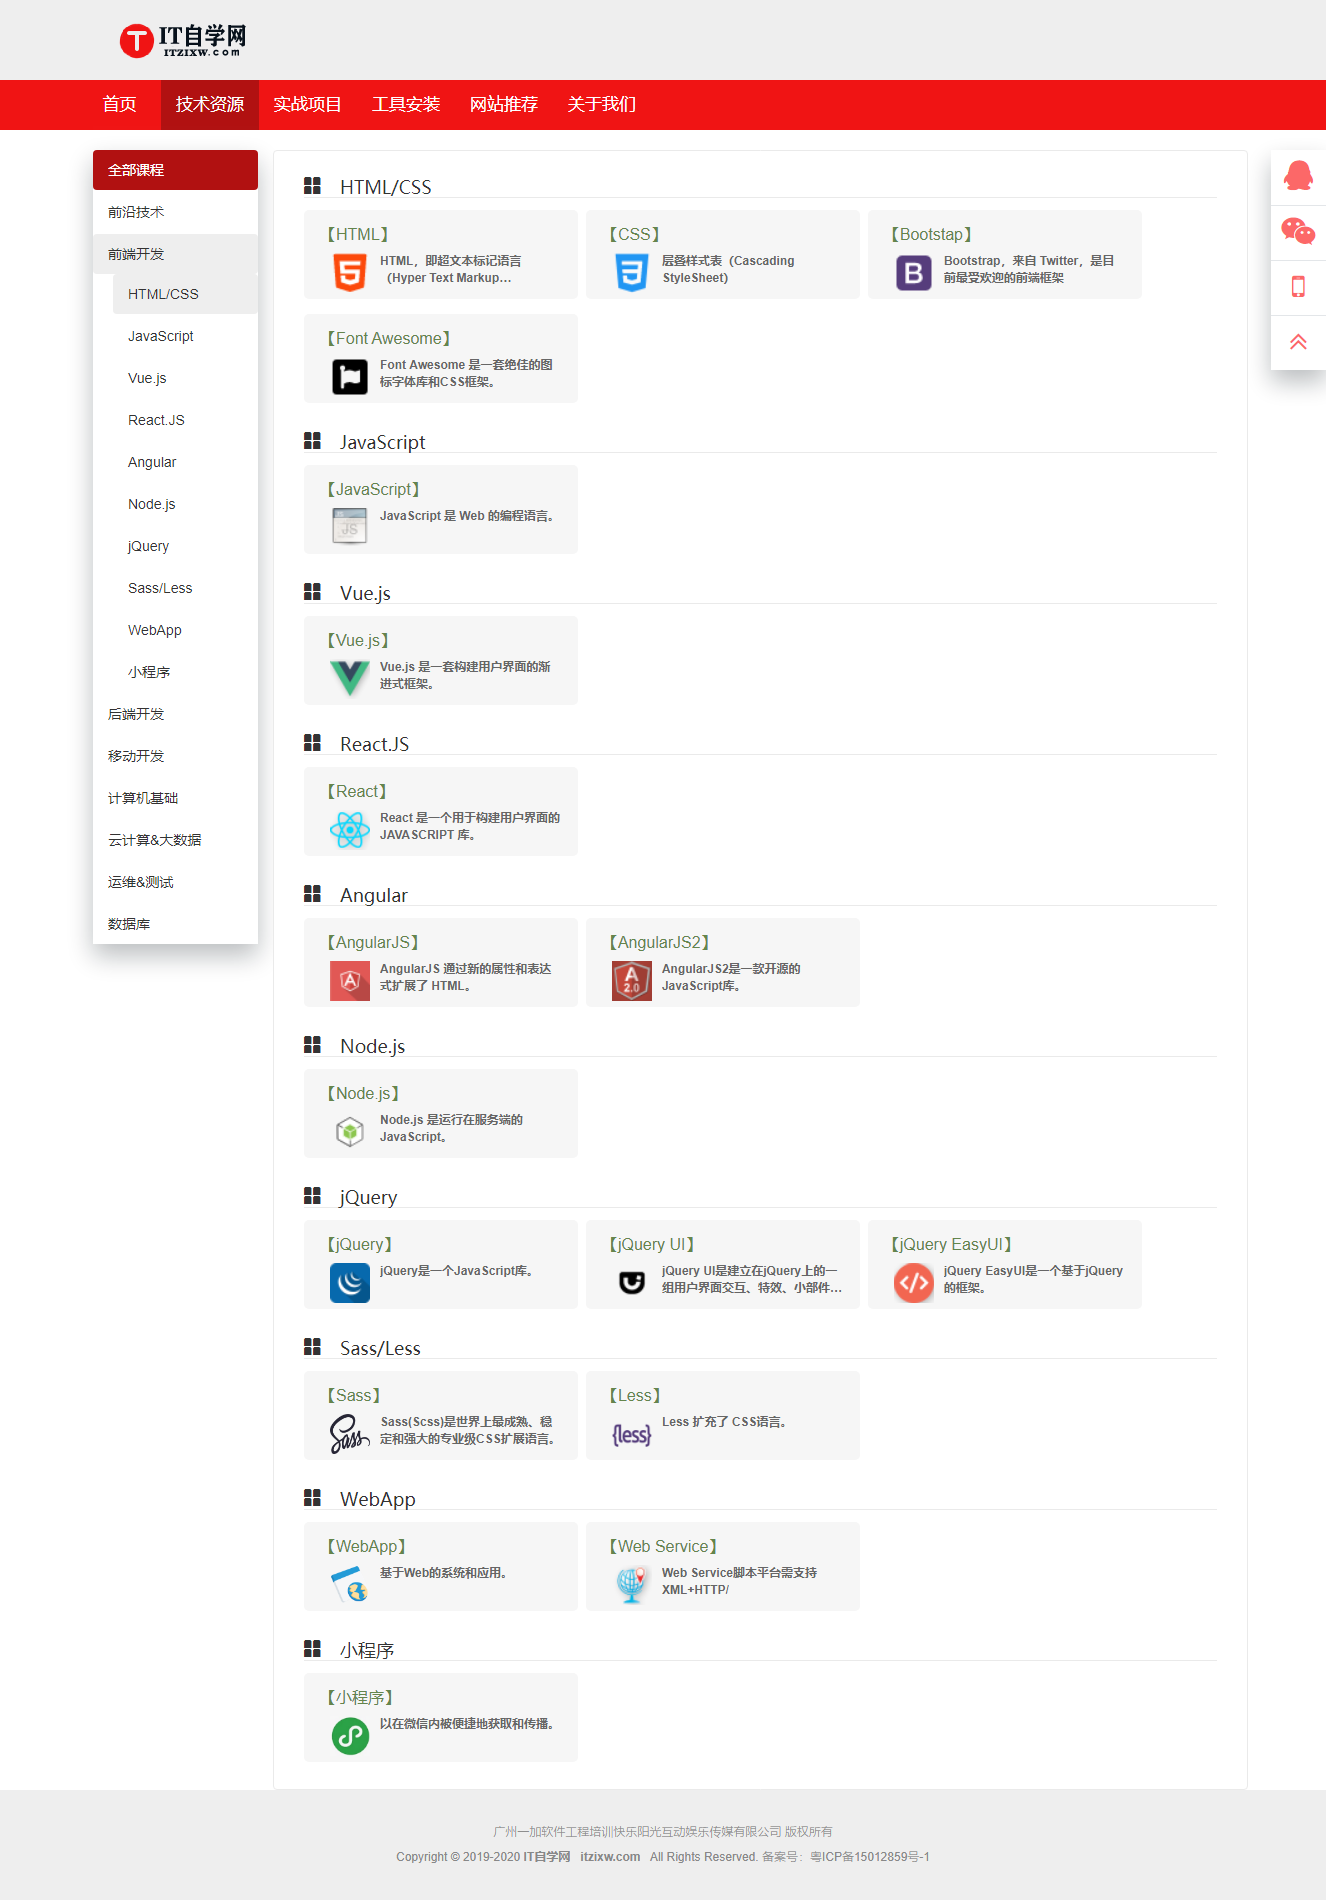 IT自学网
ITZIXW.com
首页 技术资源 实战项目 工具安装 网站推荐 关于我们
全部课程
前沿技术
前端开发
HTML/CSS
JavaScript
Vue.js
React.JS
Angular
Node.js
jQuery
Sass/Less
WebApp
小程序
后端开发
移动开发
计算机基础
云计算&大数据
运维&测试
数据库
HTML/CSS
【HTML】
HTML，即超文本标记语言
（Hyper Text Markup...
【CSS】
层叠样式表（Cascading
StyleSheet）
【Bootstap】
Bootstrap，来自 Twitter，是目
前最受欢迎的前端框架
【Font Awesome】
Font Awesome 是一套绝佳的图
标字体库和CSS框架。
JavaScript
【JavaScript】
JS
JavaScript 是 Web 的编程语言。
Vue.js
【Vue.js】
Vue.js 是一套构建用户界面的渐
进式框架。
React.JS
【React】
React 是一个用于构建用户界面的
JAVASCRIPT 库。
Angular
【AngularJS】
AngularJS 通过新的属性和表达
式扩展了 HTML。
【AngularJS2】
A
2.0
AngularJS2是一款开源的
JavaScript库。
Node.js
【Node.js】
Node.js 是运行在服务端的
JavaScript。
jQuery
【jQuery】
jQuery是一个JavaScript库。
【jQuery UI】
jQuery UI是建立在jQuery上的一
组用户界面交互、特效、小部件...
【jQuery EasyUI】
jQuery EasyUI是一个基于jQuery
的框架。
Sass/Less
【Sass】
Sass
Sass(Scss)是世界上最成熟、稳
定和强大的专业级CSS扩展语言。
【Less】
{less}
Less 扩充了 CSS语言。
WebApp
【WebApp】
基于Web的系统和应用。
【Web Service】
Web Service脚本平台需支持
XML+HTTP/
小程序
【小程序】
以在微信内被便捷地获取和传播。
广州一加软件工程培训快乐阳光互动娱乐传媒有限公司 版权所有
Copyright © 2019-2020 IT自学网 itzixw.com All Rights Reserved. 备案号：粤ICP备15012859号-1